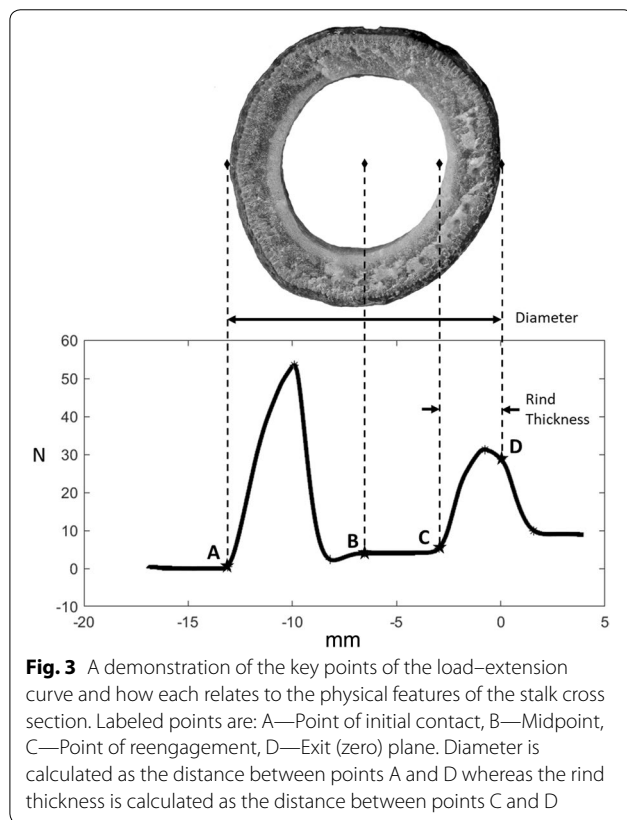 Diameter
60
50
Rind
Thickness
40
D
N
30
20
10
A
B
C
0
-10
-20
-15
-10
-5
0
5
mm
Fig. 3 A demonstration of the key points of the load–extension
curve and how each relates to the physical features of the stalk cross
section. Labeled points are: A—Point of initial contact, B—Midpoint,
C—Point of reengagement, D—Exit (zero) plane. Diameter is
calculated as the distance between points A and D whereas the rind
thickness is calculated as the distance between points C and D